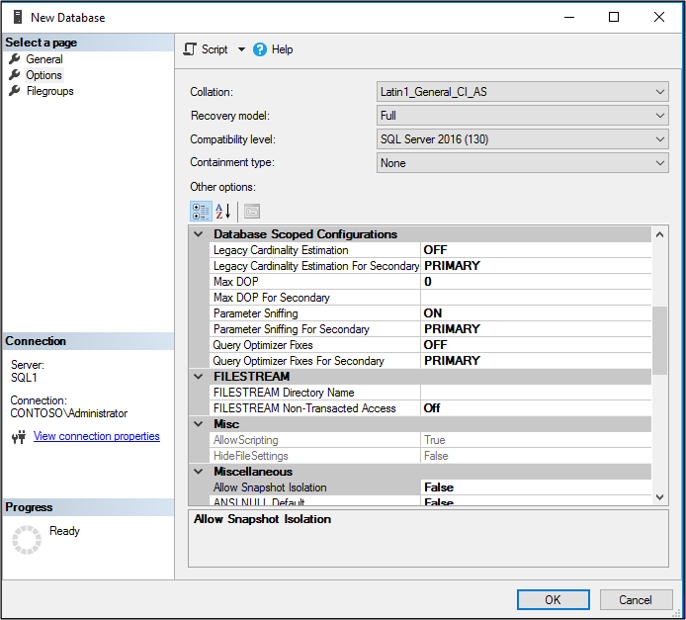 New Database
Select a page
General
Options
Filegroups
Script
Help
Collation: Latin1_General_CI_AS
Recovery model: Full
Compatibility level: SQL Server 2016 (130)
Containment type: None
Other options:
Database Scoped Configurations
Legacy Cardinality Estimation OFF
Legacy Cardinality Estimation For Secondary PRIMARY
Max DOP 0
Max DOP For Secondary
Parameter Sniffing ON
Parameter Sniffing For Secondary PRIMARY
Query Optimizer Fixes OFF
Query Optimizer Fixes For Secondary PRIMARY
FILESTREAM
FILESTREAM Directory Name
FILESTREAM Non-Transacted Access Off
Misc
AllowScripting True
HideFileSettings False
Miscellaneous
Allow Snapshot Isolation False
ANSI NULL Default False
Allow Snapshot Isolation
Connection
Server:
SQL1
Connection:
CONTOSO\Administrator
View connection properties
Progress
Ready
OK
Cancel